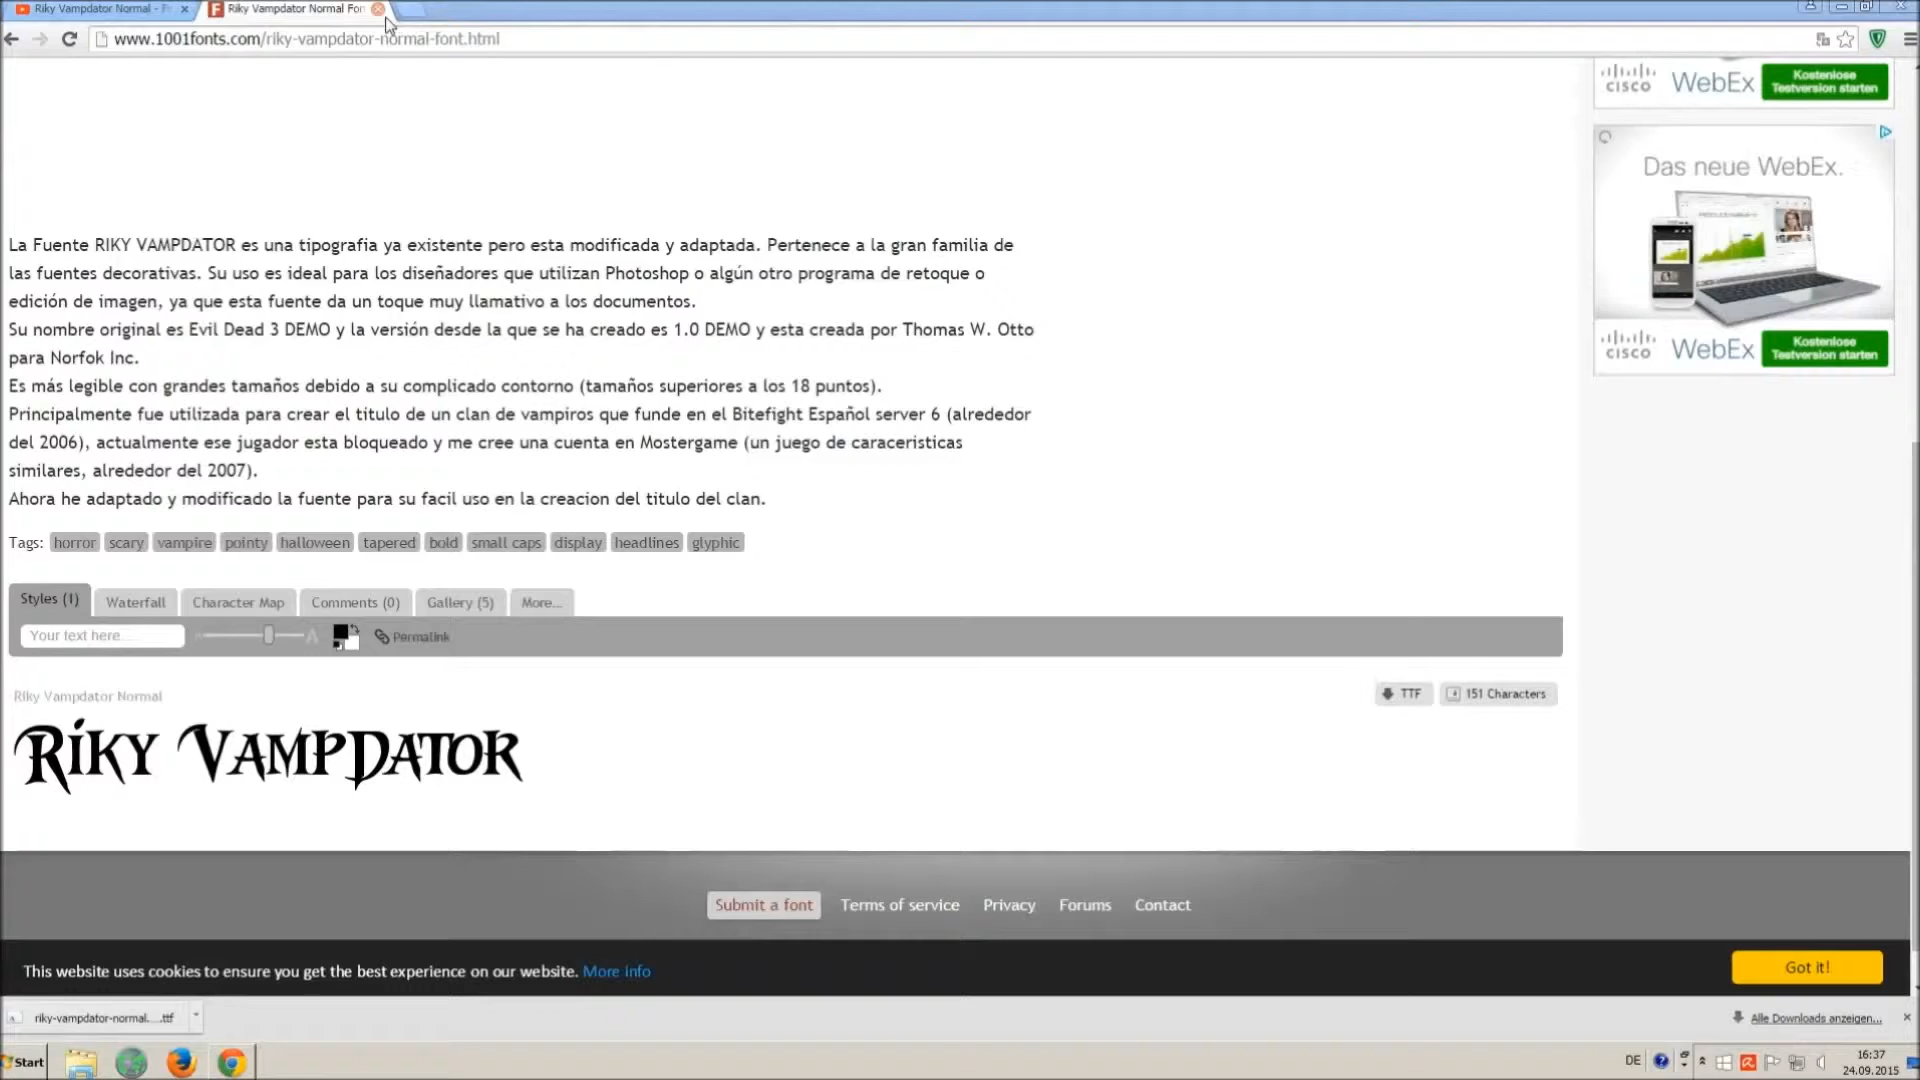 Riky Vampdator Normal -
Riky Vampdator Normal Fon
www.1001fonts.com/riky-vampdator-normal-font.html
CISCO WebEx
Kostenlose
Testversion starten
Das neue WebEx.
CISCO WebEx
Kostenlose
Testversion starten
La Fuente RIKY VAMPDATOR es una tipografia ya existente pero esta modificada y adaptada. Pertenece a la gran familia de
las fuentes decorativas. Su uso es ideal para los diseñadores que utilizan Photoshop o algún otro programa de retoque o
edición de imagen, ya que esta fuente da un toque muy llamativo a los documentos.
Su nombre original es Evil Dead 3 DEMO y la versión desde la que se ha creado es 1.0 DEMO y esta creada por Thomas W. Otto
para Norfok Inc.
Es más legible con grandes tamaños debido a su complicado contorno (tamaños superiores a los 18 puntos).
Principalmente fue utilizada para crear el titulo de un clan de vampiros que funde en el Bitefight Español server 6 (alrededor
del 2006), actualmente ese jugador esta bloqueado y me cree una cuenta en Mostergame (un juego de caraceristicas
similares, alrededor del 2007).
Ahora he adaptado y modificado la fuente para su facil uso en la creacion del titulo del clan.
Tags: horror scary vampire pointy halloween tapered bold small caps display headlines glyphic
Styles (1) Waterfall Character Map Comments (0) Gallery (5) More...
Your text here... A Permalink
Riky Vampdator Normal
TTF 151 Characters
Riky VampDator
Submit a font Terms of service Privacy Forums Contact
This website uses cookies to ensure you get the best experience on our website. More info
Got it!
riky-vampdator-normal....ttf
Alle Downloads anzeigen...
Start
DE
16:37
24.09.2015